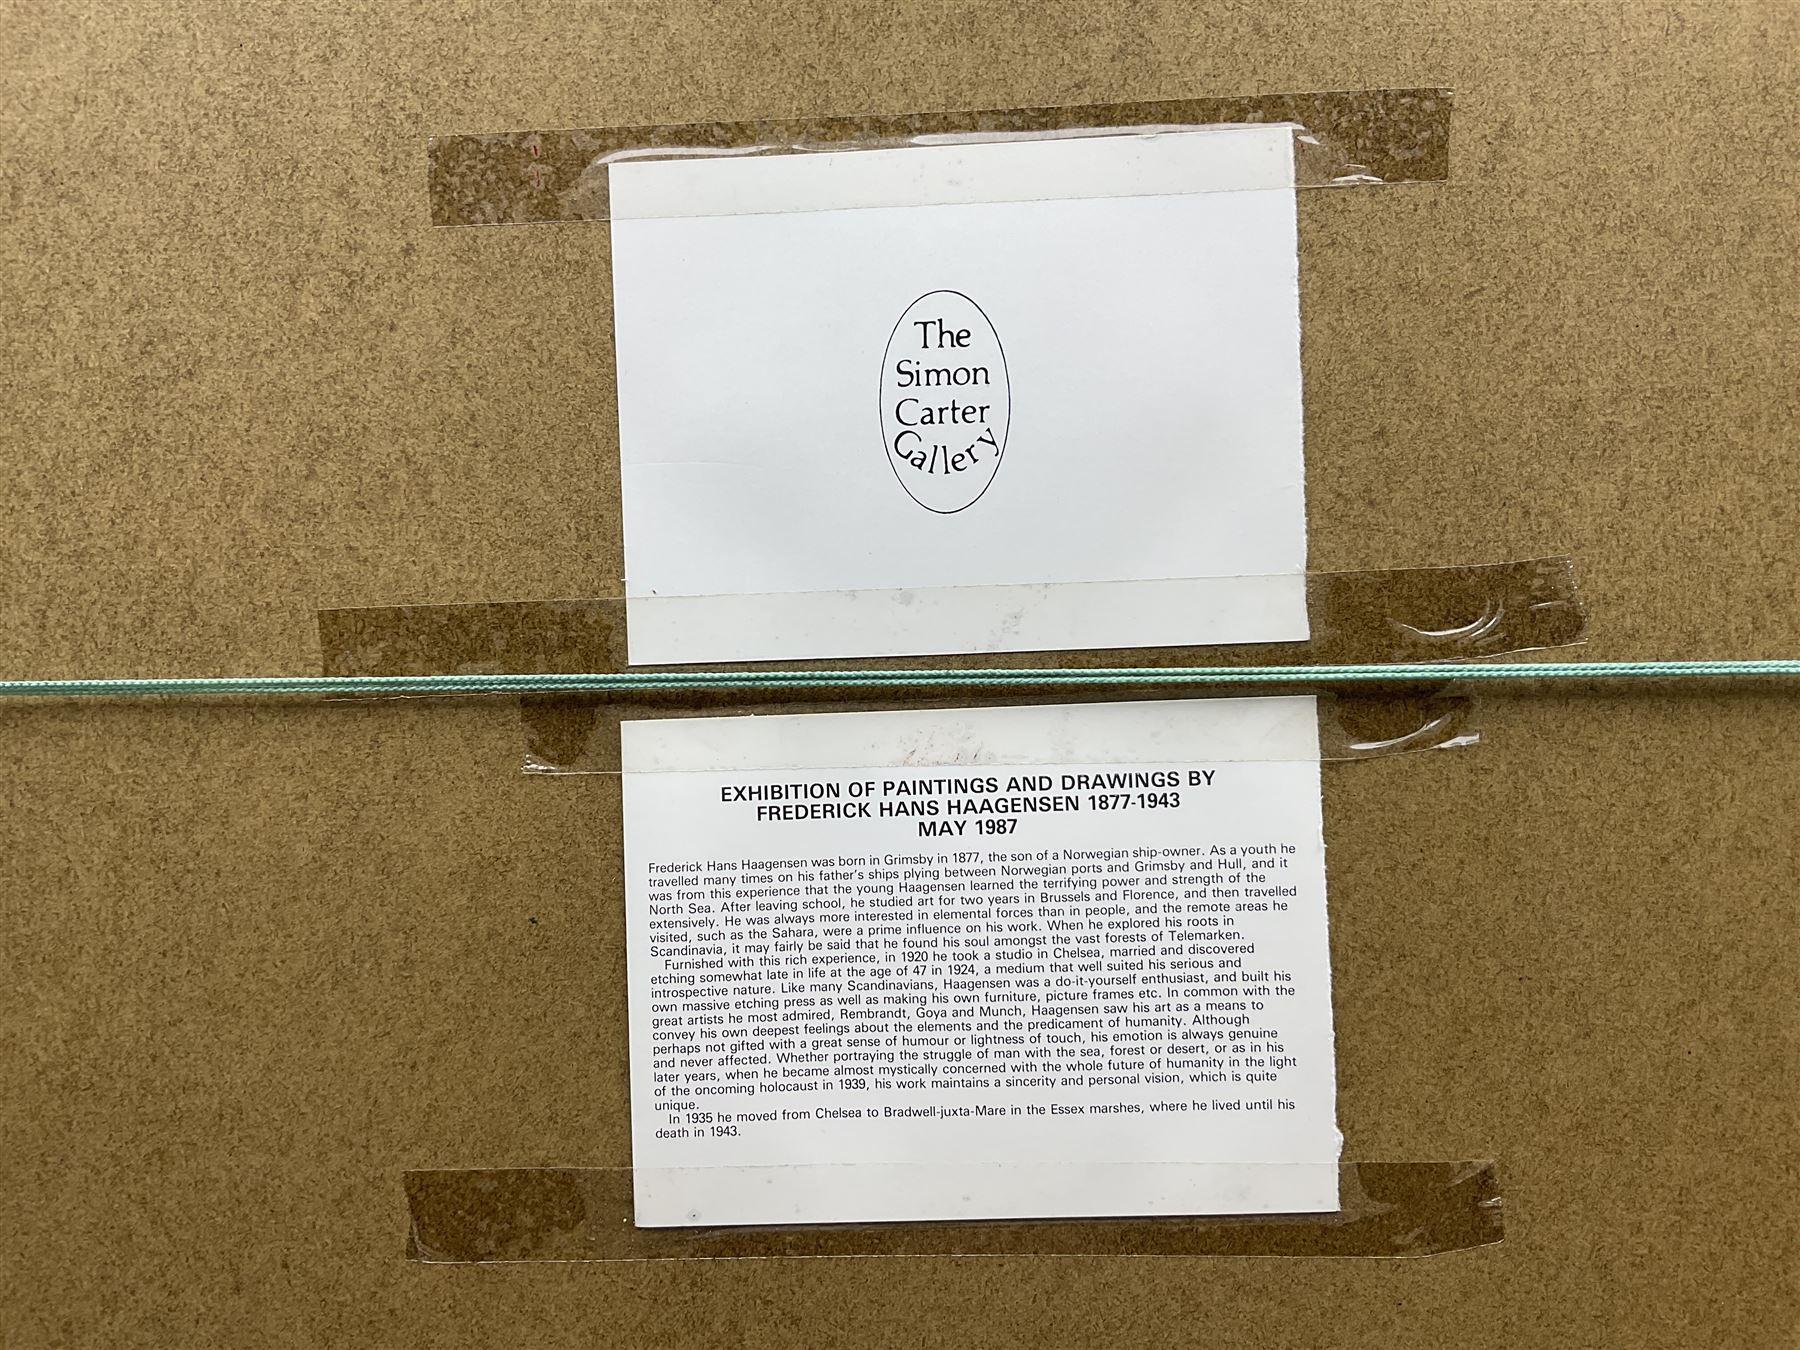 The
Simon
Carter
Gallery
EXHIBITION OF PAINTINGS AND DRAWINGS BY
FREDERICK HANS HAAGENSEN 1877-1943
MAY 1987
Frederick Hans Haagensen was born in Grimsby in 1877, the son of a Norwegian ship-owner. As a youth he
travelled many times on his father's ships plying between Norwegian ports and Grimsby and Hull, and it
was from this experience that the young Haagensen learned the terrifying power and strength of the
North Sea. After leaving school, he studied art for two years in Brussels and Florence, and then travelled
extensively. He was always more interested in elemental forces than in people, and the remote areas he
visited, such as the Sahara, were a prime influence on his work. When he explored his roots in
Scandinavia, it may fairly be said that he found his soul amongst the vast forests of Telemarken.
Furnished with this rich experience, in 1920 he took a studio in Chelsea, married and discovered
etching somewhat late in life at the age of 47 in 1924, a medium that well suited his serious and
introspective nature. Like many Scandinavians, Haagensen was a do-it-yourself enthusiast, and built his
own massive etching press as well as making his own furniture, picture frames etc. In common with the
great artists he most admired, Rembrandt, Goya and Munch, Haagensen saw his art as a means to
convey his own deepest feelings about the elements and the predicament of humanity. Although
perhaps not gifted with a great sense of humour or lightness of touch, his emotion is always genuine
and never affected. Whether portraying the struggle of man with the sea, forest or desert, or as in his
later years, when he became almost mystically concerned with the whole future of humanity in the light
of the oncoming holocaust in 1939, his work maintains a sincerity and personal vision, which is quite
unique.
In 1935 he moved from Chelsea to Bradwell-juxta-Mare in the Essex marshes, where he lived until his
death in 1943.